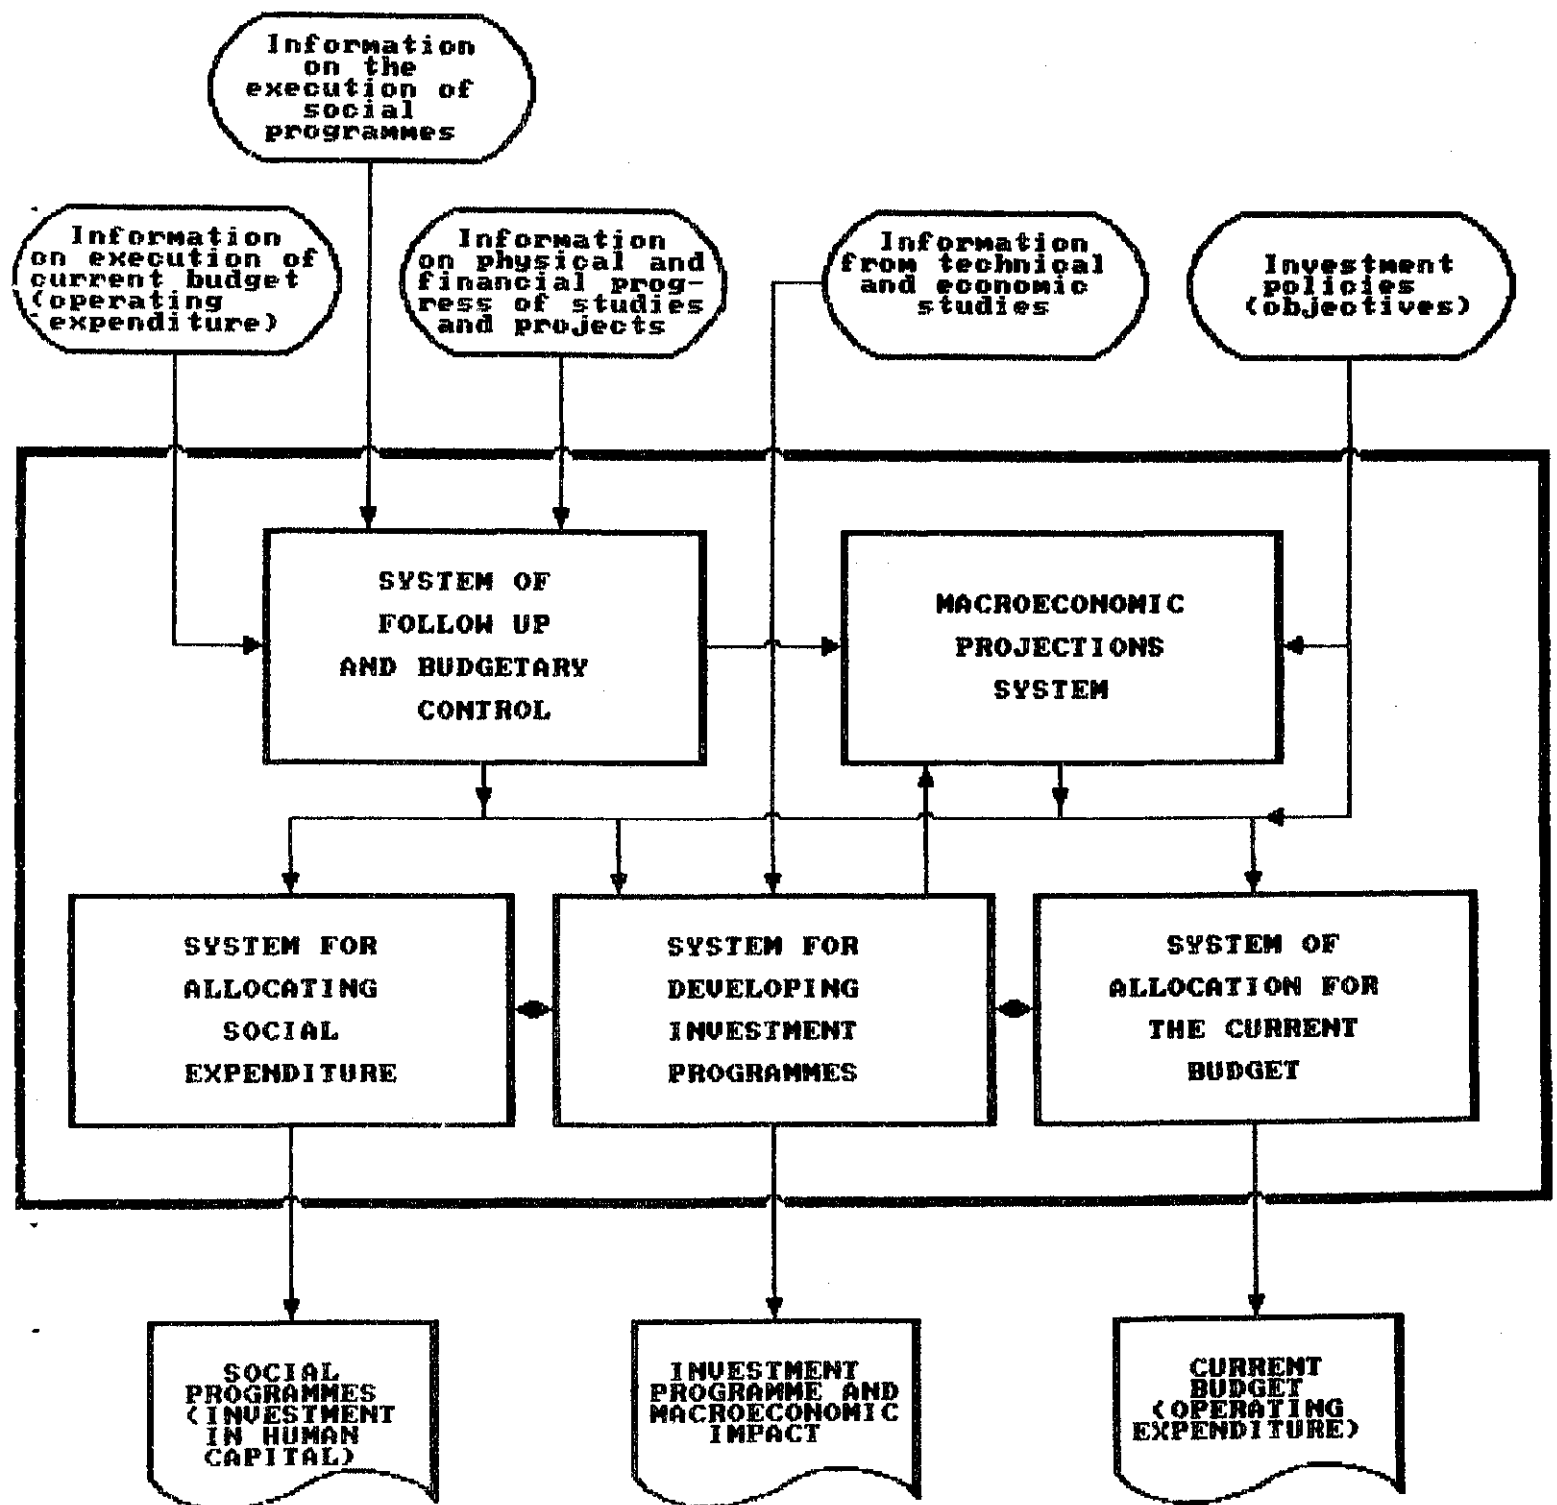 Information
on the
execution of
social
programmes
Information
on execution of
current budget
(operating
expenditure)
Information
on physical and
financial prog-
ress of studies
and projects
Information
from technical
and economic
studies
Investment
policies
(objectives)
SYSTEM OF
FOLLOW UP
AND BUDGETARY
CONTROL
MACROECONOMIC
PROJECTIONS
SYSTEM
SYSTEM FOR
ALLOCATING
SOCIAL
EXPENDITURE
SYSTEM FOR
DEVELOPING
INVESTMENT
PROGRAMMES
SYSTEM OF
ALLOCATION FOR
THE CURRENT
BUDGET
SOCIAL
PROGRAMMES
(INVESTMENT
IN HUMAN
CAPITAL)
INVESTMENT
PROGRAMME AND
MACROECONOMIC
IMPACT
CURRENT
BUDGET
(OPERATING
EXPENDITURE)